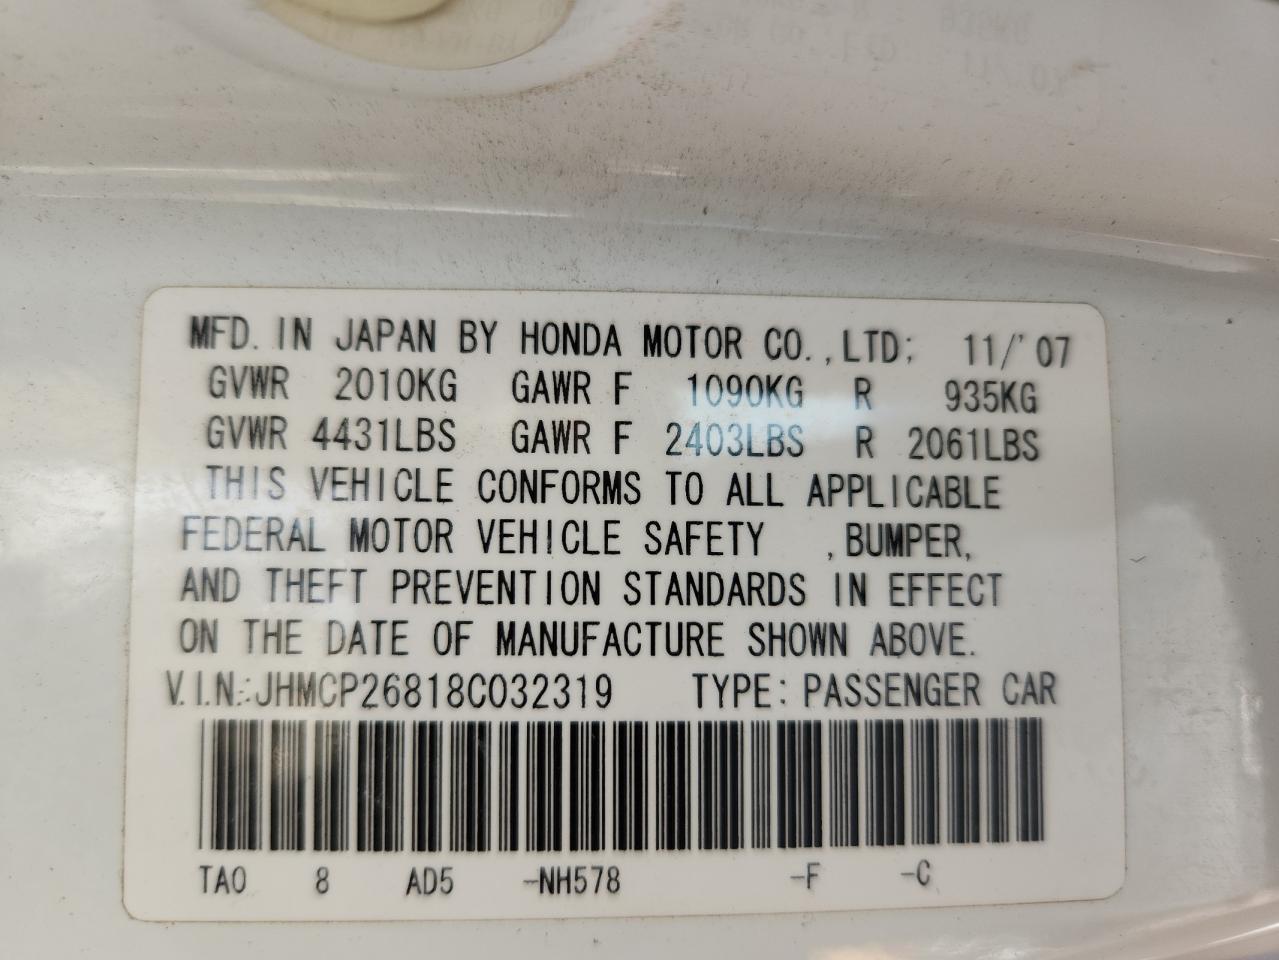 MFD. IN JAPAN BY HONDA MOTOR CO.,LTD; 11/'07
GVWR 2010KG GAWR F 1090KG R 935KG
GVWR 4431LBS GAWR F 2403LBS R 2061LBS
THIS VEHICLE CONFORMS TO ALL APPLICABLE
FEDERAL MOTOR VEHICLE SAFETY ,BUMPER,
AND THEFT PREVENTION STANDARDS IN EFFECT
ON THE DATE OF MANUFACTURE SHOWN ABOVE.
V.I.N.:JHMCP26818C032319 TYPE:PASSENGER CAR
TA0 8 AD5 -NH578 -F -C